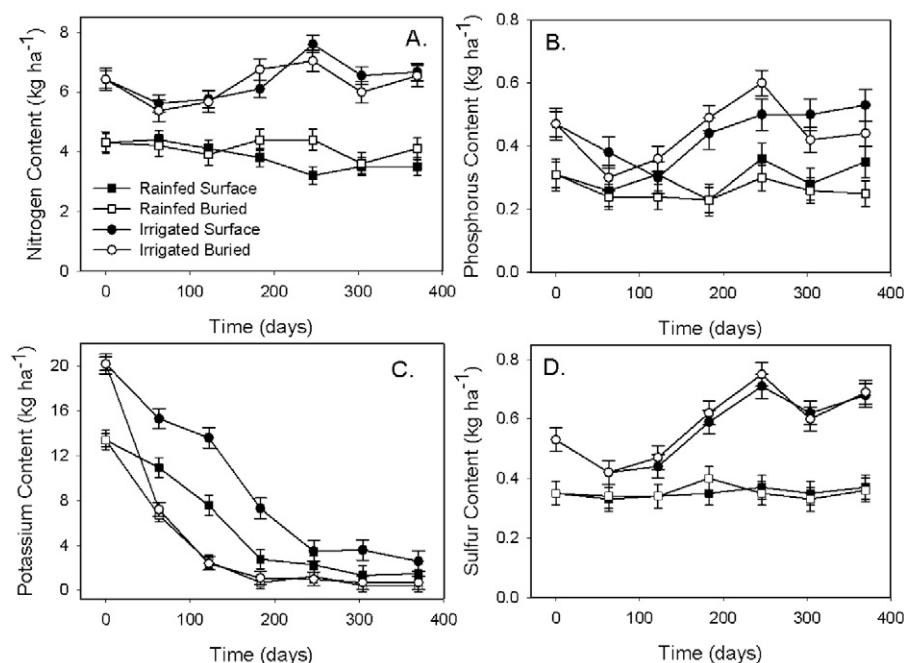 A.
Nitrogen Content (kg ha⁻¹)
8
6
4
2
0
Rainfed Surface
Rainfed Buried
Irrigated Surface
Irrigated Buried
0 100 200 300 400
Time (days)
B.
Phosphorus Content (kg ha⁻¹)
0.8
0.6
0.4
0.2
0.0
0 100 200 300 400
Time (days)
C.
Potassium Content (kg ha⁻¹)
20
16
12
8
4
0
0 100 200 300 400
Time (days)
D.
Sulfur Content (kg ha⁻¹)
0.8
0.6
0.4
0.2
0.0
0 100 200 300 400
Time (days)